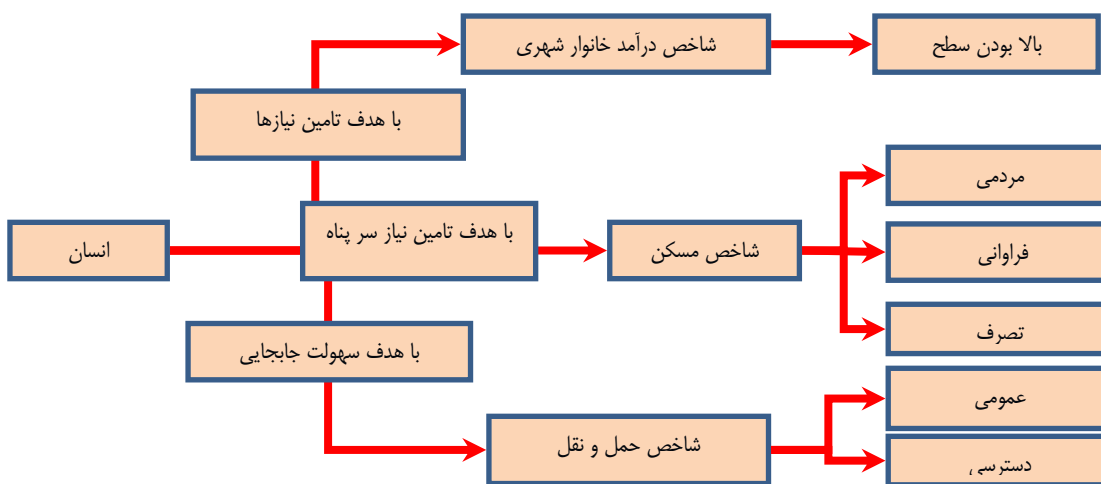 شاخص درآمد خانوار شهری
بالا بودن سطح
با هدف تامین نیازها
مردمی
انسان
با هدف تامین نیاز سر پناه
شاخص مسکن
فراوانی
تصرف
با هدف سهولت جابجایی
عمومی
شاخص حمل و نقل
دسترسی